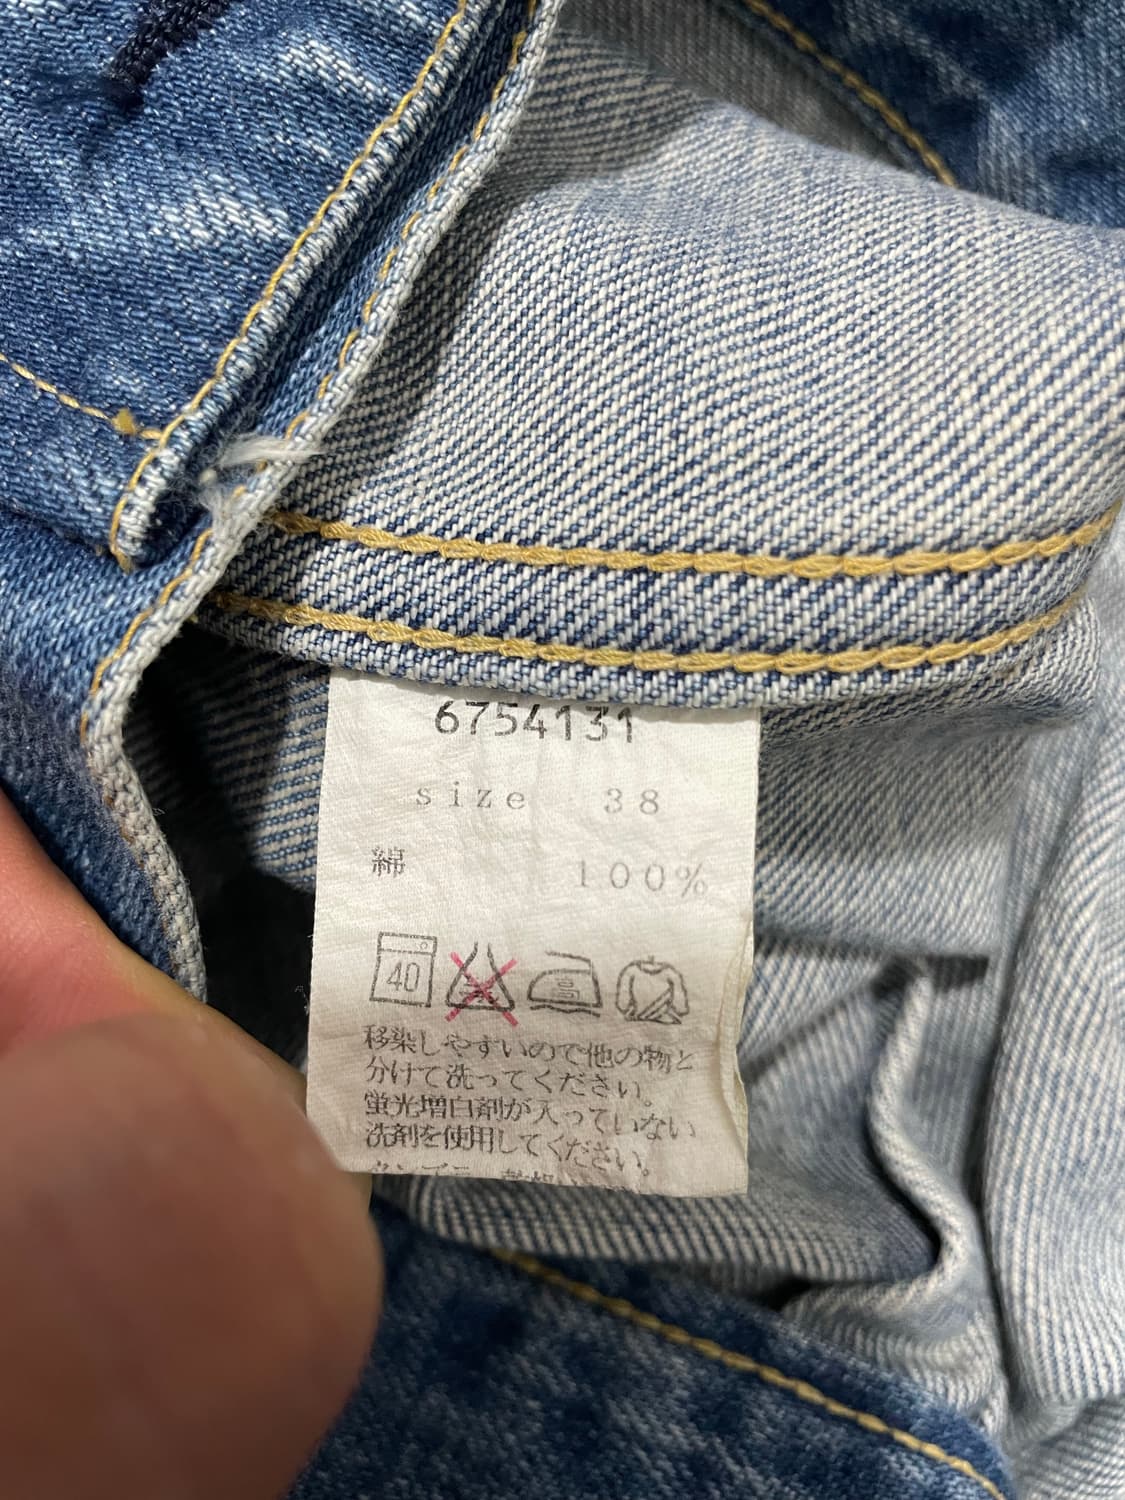 6754131
size 38
綿 100%
40
移染しやすいので他の物と
分けて洗ってください。
蛍光増白剤が入っていない
洗剤を使用してください。